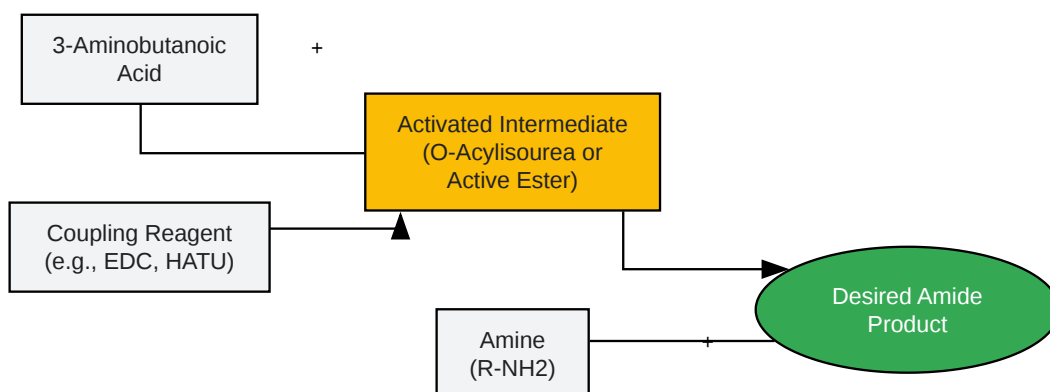 3-Aminobutanoic
Acid
+
Activated Intermediate
(O-Acylisourea or
Active Ester)
Coupling Reagent
(e.g., EDC, HATU)
Desired Amide
Product
Amine
(R-NH2)
+